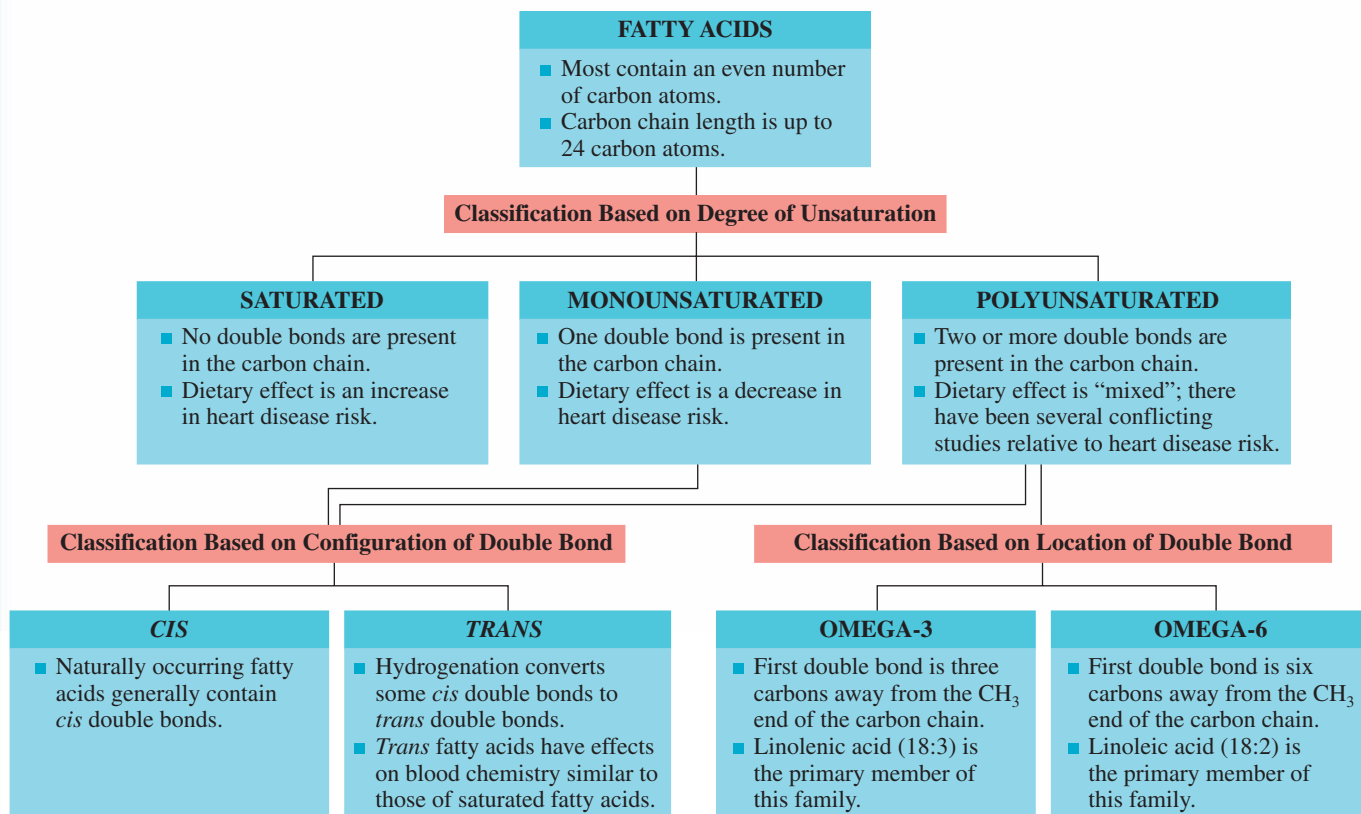 FATTY ACIDS
■ Most contain an even number
of carbon atoms.
■ Carbon chain length is up to
24 carbon atoms.
Classification Based on Degree of Unsaturation
SATURATED
■ No double bonds are present
in the carbon chain.
■ Dietary effect is an increase
in heart disease risk.
MONOUNSATURATED
■ One double bond is present in
the carbon chain.
■ Dietary effect is a decrease in
heart disease risk.
POLYUNSATURATED
■ Two or more double bonds are
present in the carbon chain.
■ Dietary effect is “mixed”; there
have been several conflicting
studies relative to heart disease risk.
Classification Based on Configuration of Double Bond
Classification Based on Location of Double Bond
CIS
■ Naturally occurring fatty
acids generally contain
cis double bonds.
TRANS
■ Hydrogenation converts
some cis double bonds to
trans double bonds.
■ Trans fatty acids have effects
on blood chemistry similar to
those of saturated fatty acids.
OMEGA-3
■ First double bond is three
carbons away from the CH₃
end of the carbon chain.
■ Linolenic acid (18:3) is
the primary member of
this family.
OMEGA-6
■ First double bond is six
carbons away from the CH₃
end of the carbon chain.
■ Linoleic acid (18:2) is
the primary member of
this family.